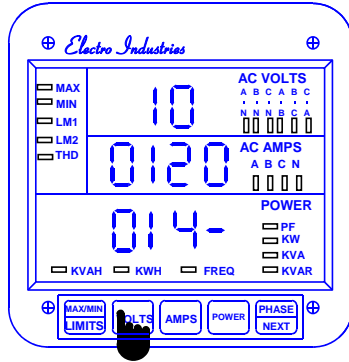 Electro Industries
MAX
MIN
LM1
LM2
THD
10
AC VOLTS
A B C A B C
- - - - - -
N N N B C A
0120
AC AMPS
A B C N
014-
POWER
PF
KW
KVA
KVAH KWH FREQ KVAR
MAX/MIN
LIMITS
VOLTS
AMPS
POWER
PHASE
NEXT